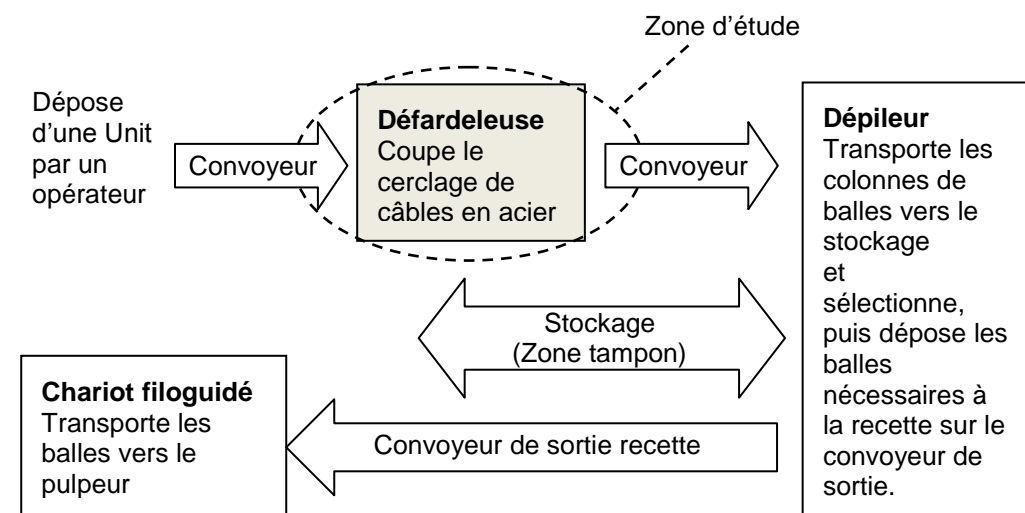 Zone d'étude
Dépose
d'une Unit
par un
opérateur
Convoyeur
Défardeleuse
Coupe le
cerclage de
câbles en acier
Convoyeur
Dépileur
Transporte les
colonnes de
balles vers le
stockage
et
sélectionne,
puis dépose les
balles
nécessaires à
la recette sur le
convoyeur de
sortie.
Stockage
(Zone tampon)
Chariot filoguidé
Transporte les
balles vers le
pulpeur
Convoyeur de sortie recette